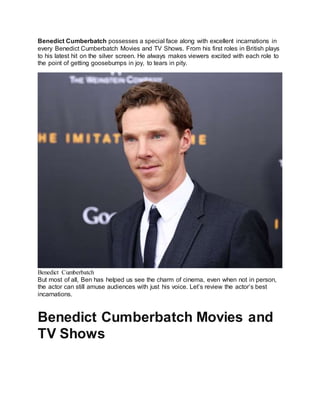 Benedict Cumberbatch possesses a special face along with excellent incarnations in
every Benedict Cumberbatch Movies and TV Shows. From his first roles in British plays
to his latest hit on the silver screen. He always makes viewers excited with each role to
the point of getting goosebumps in joy, to tears in pity.
THE WEINSTEIN COMPANY
HE IMITAT
ME
Goo
Benedict Cumberbatch
But most of all, Ben has helped us see the charm of cinema, even when not in person,
the actor can still amuse audiences with just his voice. Let's review the actor's best
incarnations.
Benedict Cumberbatch Movies and
TV Shows